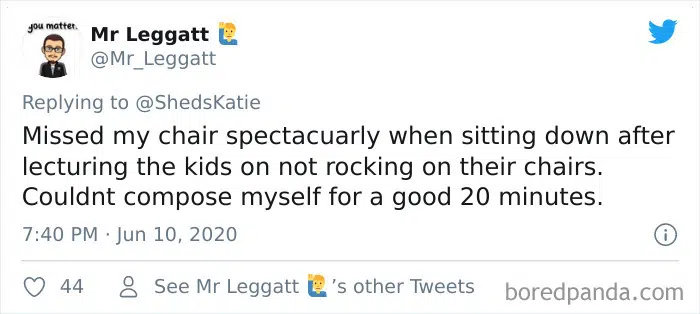 you matter.
Mr Leggatt 🙋‍♂️
@Mr_Leggatt
Replying to @ShedsKatie
Missed my chair spectacuarly when sitting down after
lecturing the kids on not rocking on their chairs.
Couldnt compose myself for a good 20 minutes.
7:40 PM · Jun 10, 2020
44 See Mr Leggatt 🙋‍♂️'s other Tweets
boredpanda.com